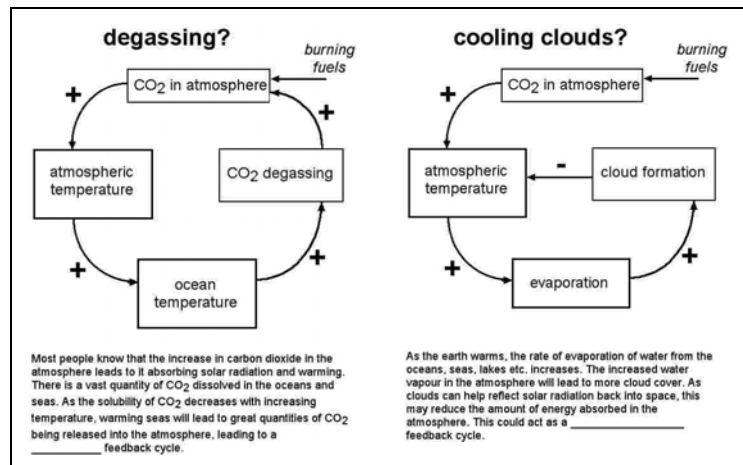 degassing?
burning
fuels
CO2 in atmosphere
+
+
atmospheric
temperature
CO2 degassing
+
+
ocean
temperature
Most people know that the increase in carbon dioxide in the
atmosphere leads to it absorbing solar radiation and warming.
There is a vast quantity of CO2 dissolved in the oceans and
seas. As the solubility of CO2 decreases with increasing
temperature, warming seas will lead to great quantities of CO2
being released into the atmosphere, leading to a
__________ feedback cycle.
cooling clouds?
burning
fuels
CO2 in atmosphere
+
atmospheric
temperature
-
cloud formation
+
+
evaporation
As the earth warms, the rate of evaporation of water from the
oceans, seas, lakes etc. increases. The increased water
vapour in the atmosphere will lead to more cloud cover. As
clouds can help reflect solar radiation back into space, this
may reduce the amount of energy absorbed in the
atmosphere. This could act as a __________________
feedback cycle.